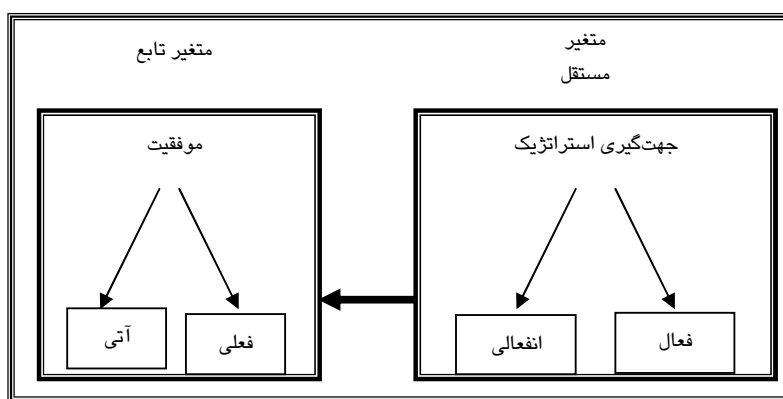 متغیر
مستقل
متغیر تابع
جهت‌گیری استراتژیک
موفقیت
فعال
انفعالی
فعلی
آتی